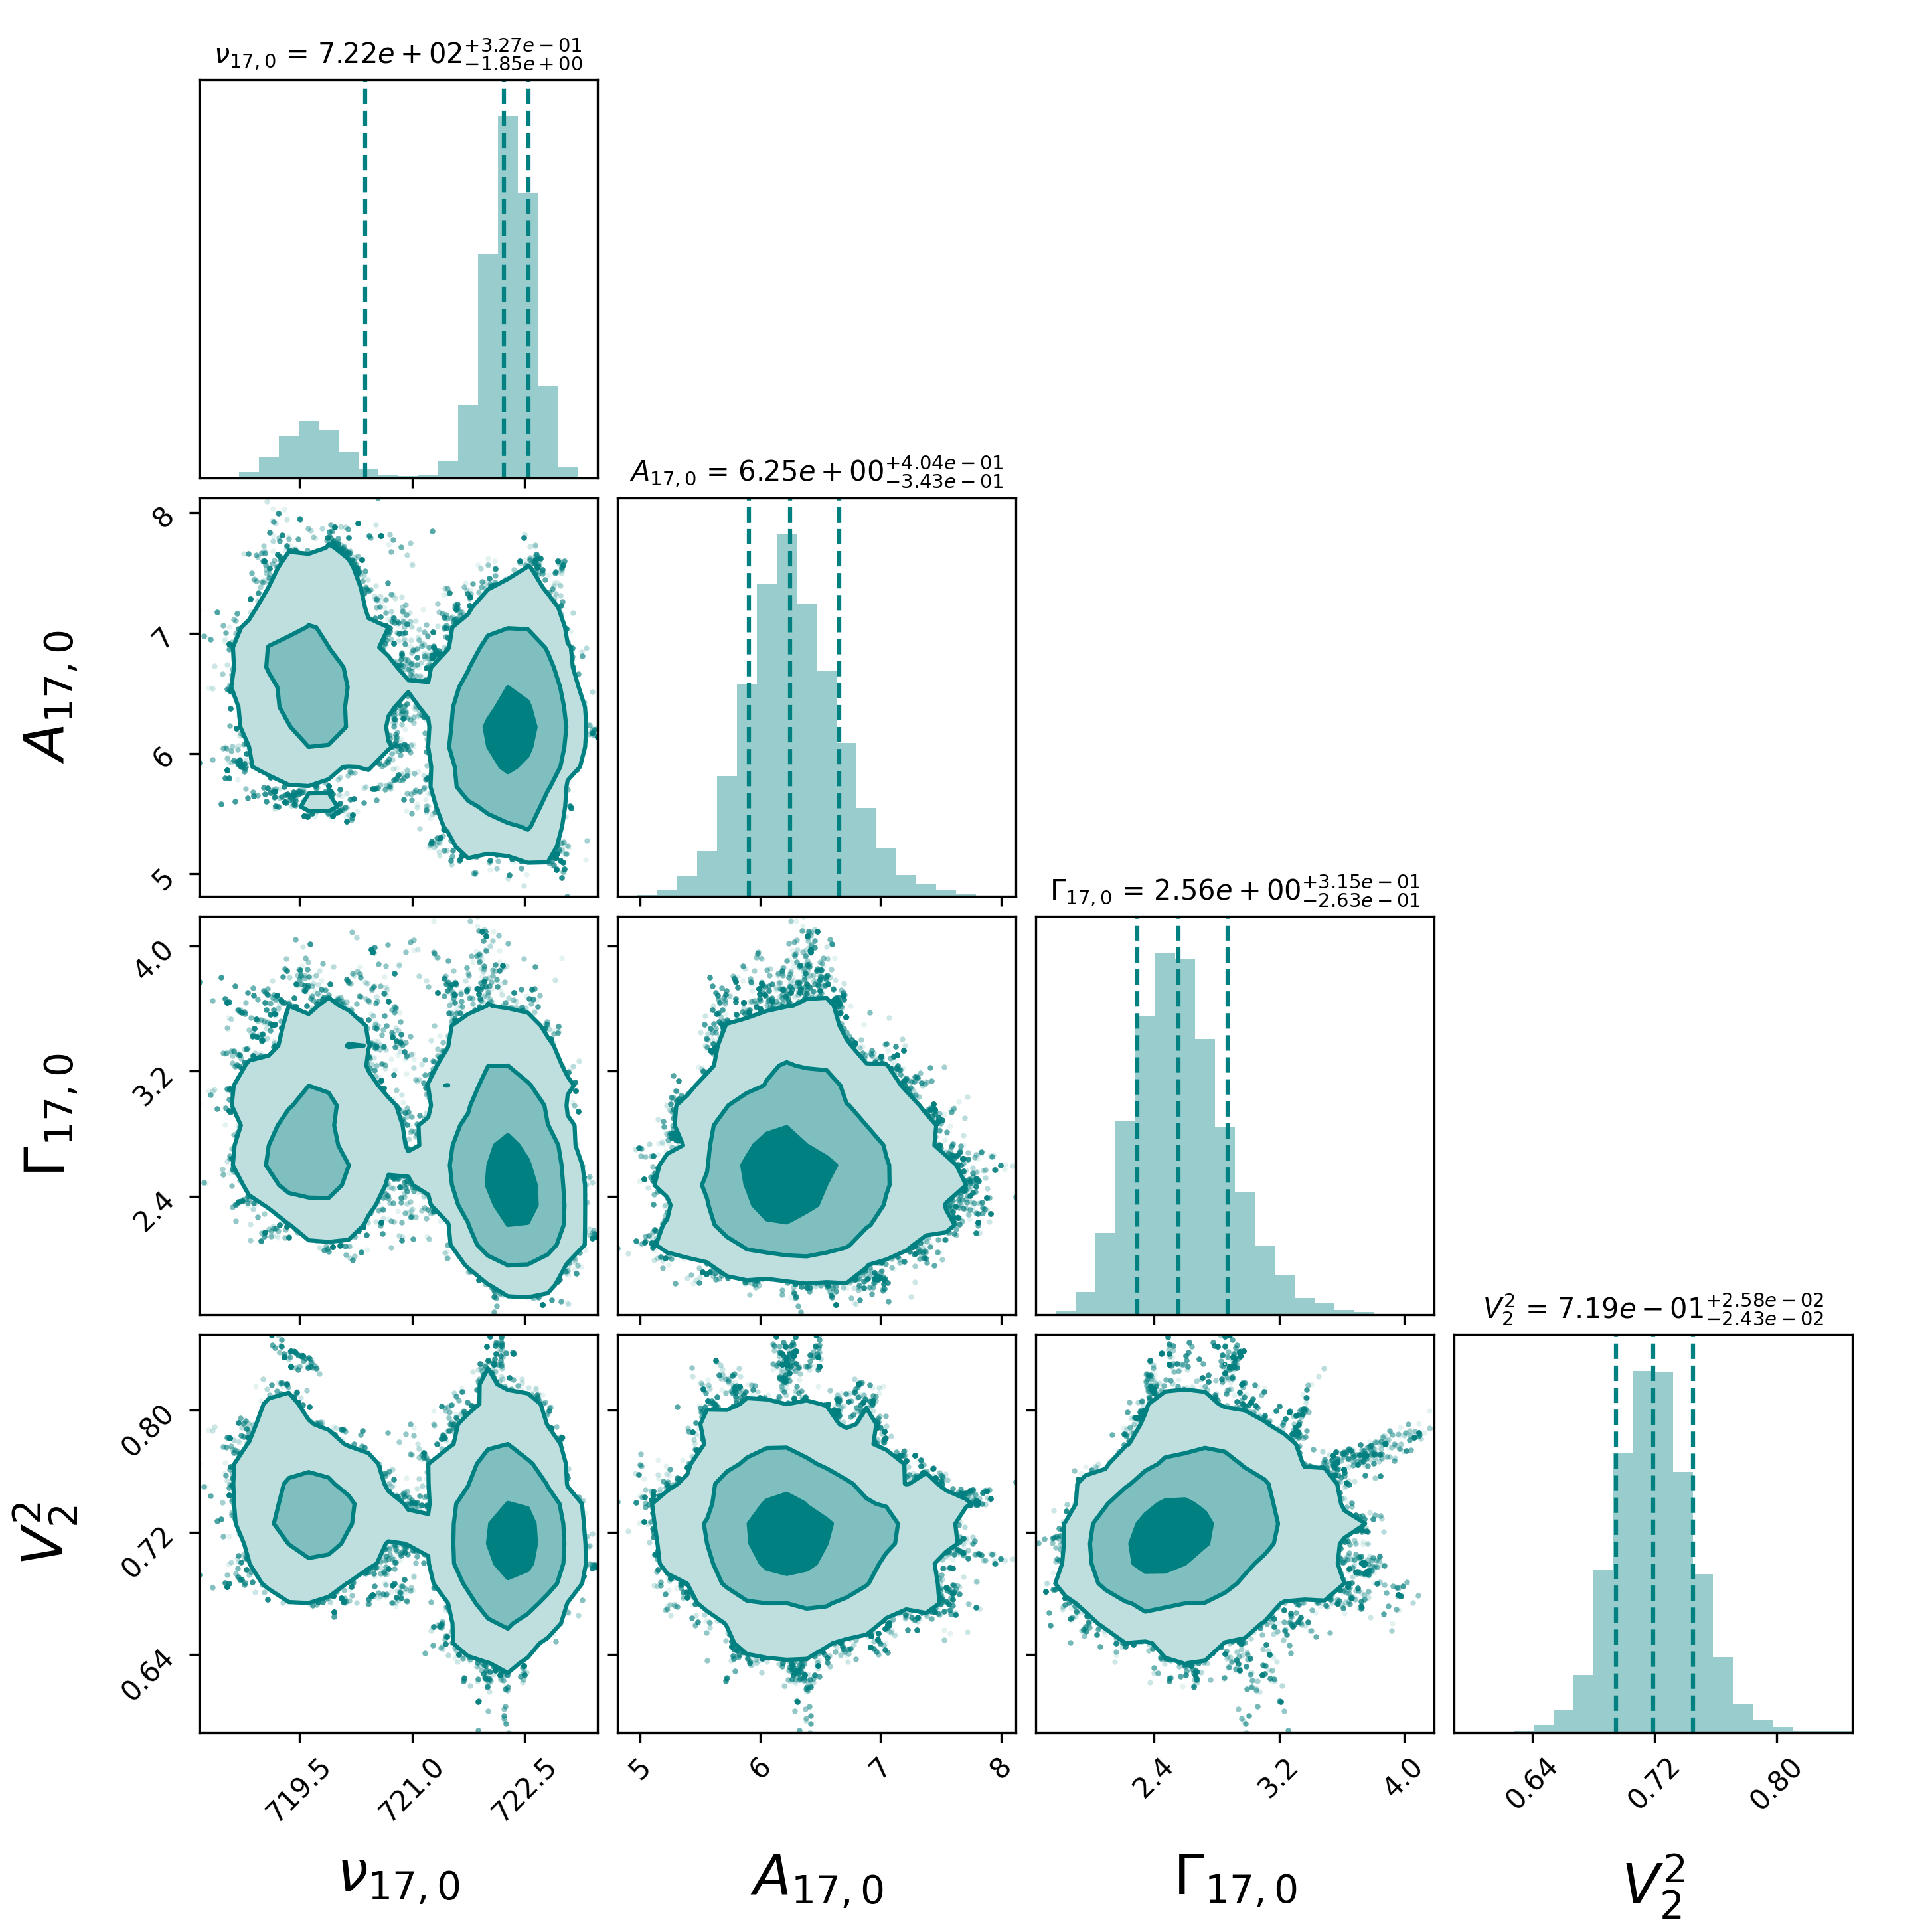 ν17, 0 = 7.22e + 02+3.27e − 01−1.85e + 00
A17, 0 = 6.25e + 00+4.04e − 01−3.43e − 01
8
7
6
5
A17, 0
Γ17, 0 = 2.56e + 00+3.15e − 01−2.63e − 01
4.0
3.2
2.4
Γ17, 0
V22 = 7.19e − 01+2.58e − 02−2.43e − 02
0.80
0.72
0.64
V22
719.5 721.0 722.5 5 6 7 8 2.4 3.2 4.0 0.64 0.72 0.80
ν17, 0 A17, 0 Γ17, 0 V22